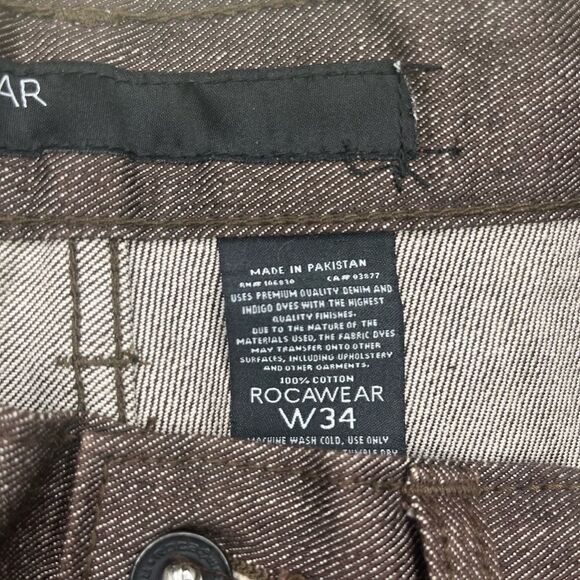 AR
MADE IN PAKISTAN
RN# 106830 CA# 03877
USES PREMIUM QUALITY DENIM AND
INDIGO DYES WITH THE HIGHEST
QUALITY FINISHES.
DUE TO THE NATURE OF THE
MATERIALS USED, THE FABRIC DYES
MAY TRANSFER ONTO OTHER
SURFACES, INCLUDING UPHOLSTERY
AND OTHER GARMENTS.
100% COTTON
ROCAWEAR
W34
MACHINE WASH COLD, USE ONLY
TUMBLE DRY